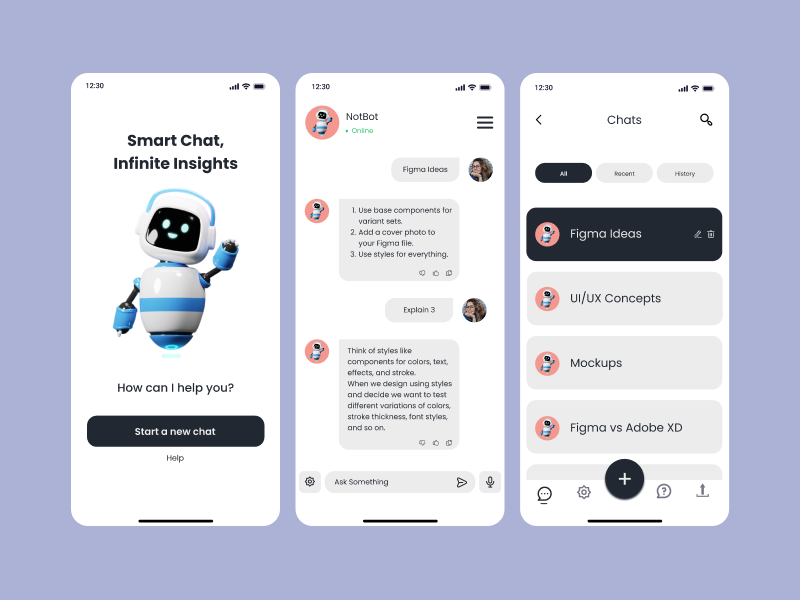 12:30
Smart Chat,
Infinite Insights
How can I help you?
Start a new chat
Help
12:30
NotBot
Online
Figma Ideas
1. Use base components for
variant sets.
2. Add a cover photo to
your Figma file.
3. Use styles for everything.
Explain 3
Think of styles like
components for colors, text,
effects, and stroke.
When we design using styles
and decide we want to test
different variations of colors,
stroke thickness, font styles,
and so on.
Ask Something
12:30
Chats
All Recent History
Figma Ideas
UI/UX Concepts
Mockups
Figma vs Adobe XD